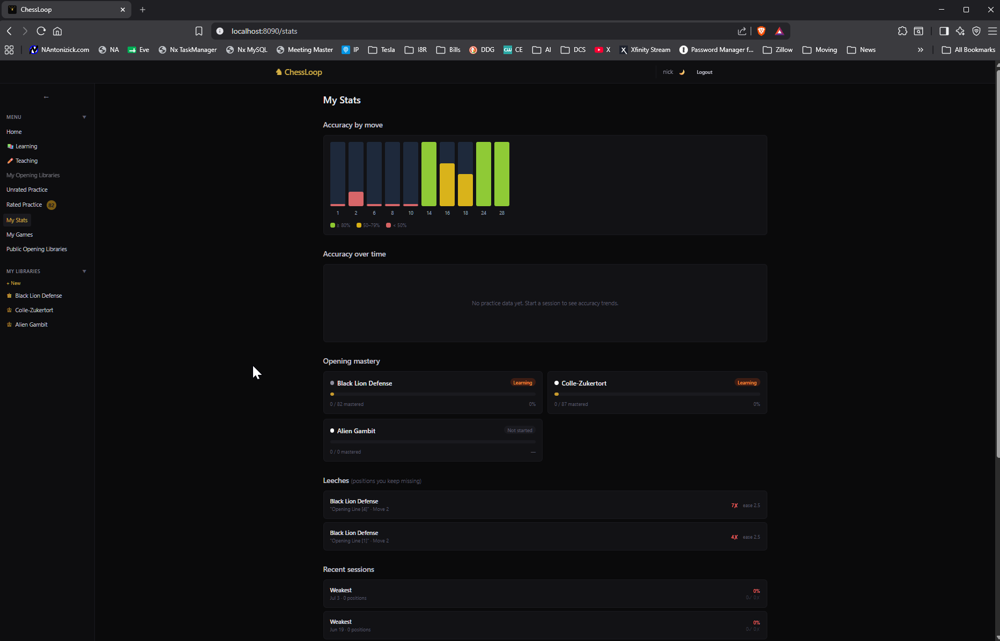 ChessLoop
localhost:8090/stats
NAntonizick.com
NA
Eve
Nx TaskManager
Nx MySQL
Meeting Master
IP
Tesla
I8R
Bills
DDG
CE
AI
DCS
X
Xfinity Stream
Password Manager f...
Zillow
Moving
News
All Bookmarks
ChessLoop
nick
Logout
←
MENU
Home
Learning
Teaching
My Opening Libraries
Unrated Practice
Rated Practice 82
My Stats
My Games
Public Opening Libraries
MY LIBRARIES
+ New
Black Lion Defense
Colle-Zukertort
Alien Gambit
My Stats
Accuracy by move
1 2 6 8 10 14 16 18 24 28
≥ 80% 50–79% < 50%
Accuracy over time
No practice data yet. Start a session to see accuracy trends.
Opening mastery
Black Lion Defense Learning
0 / 82 mastered 0%
Colle-Zukertort Learning
0 / 87 mastered 0%
Alien Gambit Not started
0 / 0 mastered —
Leeches (positions you keep missing)
Black Lion Defense
"Opening Line [4]" · Move 2
7✗ ease 2.5
Black Lion Defense
"Opening Line [1]" · Move 2
4✗ ease 2.5
Recent sessions
Weakest
Jul 3 · 0 positions
0%
0✓ 0✗
Weakest
Jun 19 · 0 positions
0%
0✓ 0✗